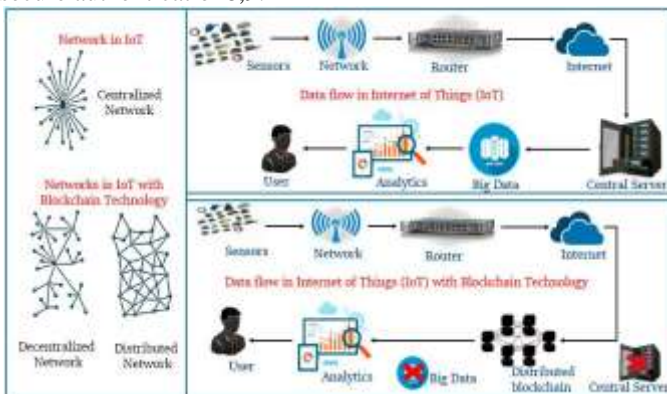 Network in IoT
Centralized
Network
Networks in IoT with
Blockchain Technology
Decentralized
Network
Distributed
Network
Sensors
Network
Router
Internet
Data flow in Internet of Things (IoT)
User
Analytics
Big Data
Central Server
Sensors
Network
Router
Internet
Data flow in Internet of Things (IoT) with Blockchain Technology
User
Analytics
Big Data
Distributed
blockchain
Central Server